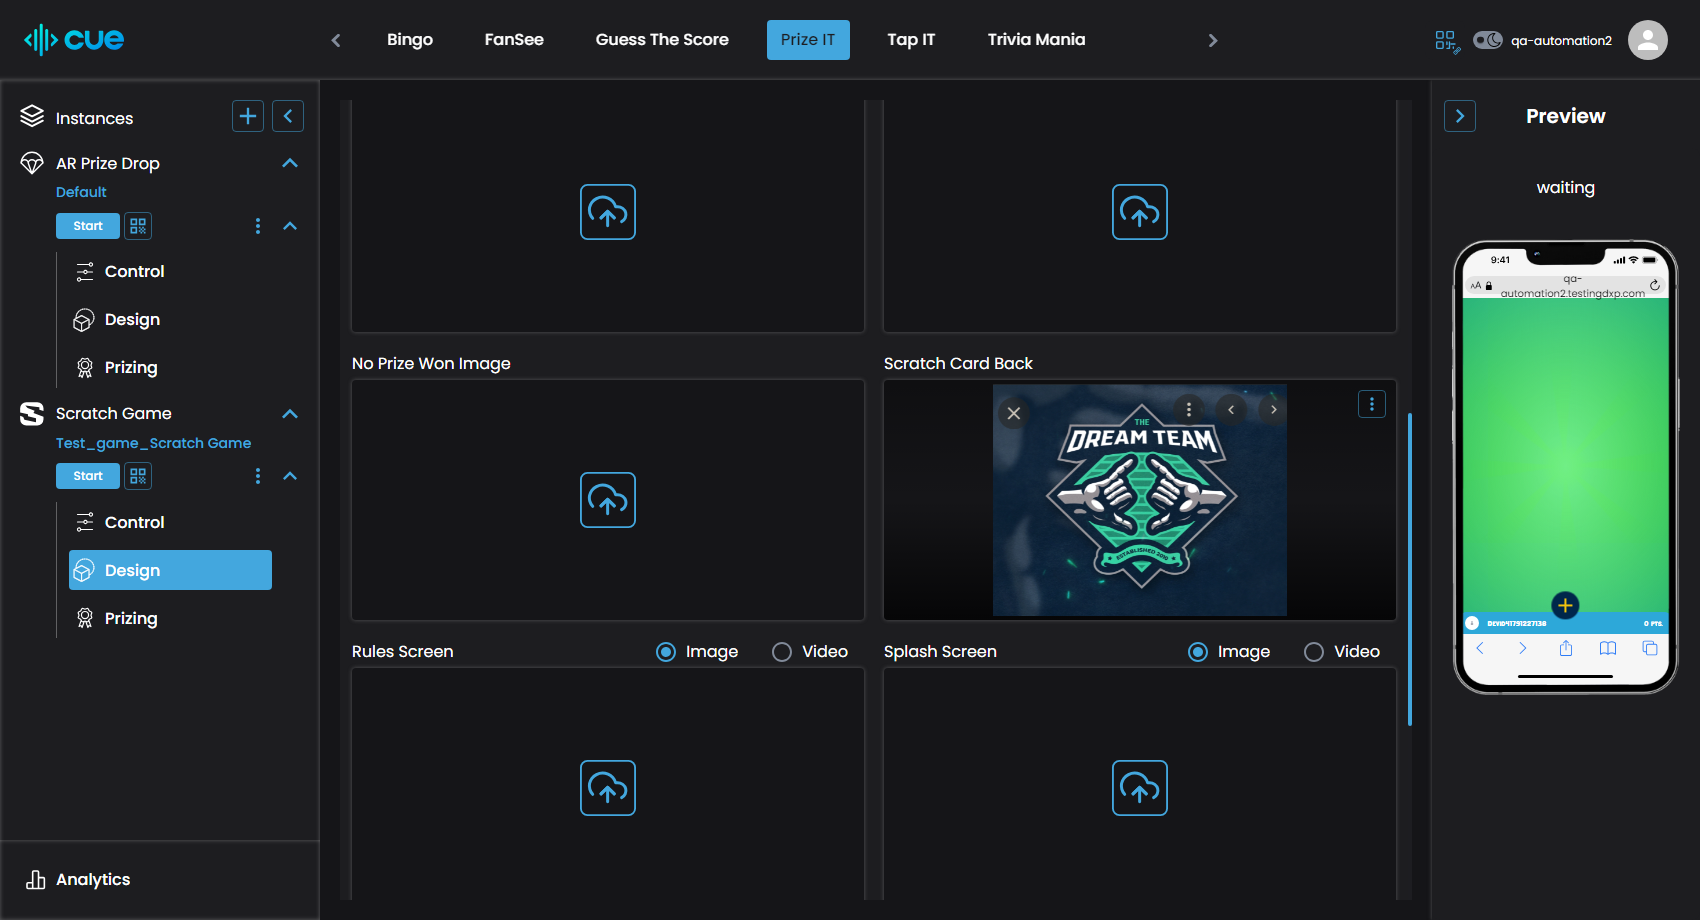 cue
Bingo
FanSee
Guess The Score
Prize IT
Tap IT
Trivia Mania
qa-automation2
Instances
AR Prize Drop
Default
Start
Control
Design
Prizing
Scratch Game
Test_game_Scratch Game
Start
Control
Design
Prizing
Analytics
No Prize Won Image
Scratch Card Back
THE
DREAM TEAM
ESTABLISHED 2010
Rules Screen
Image
Video
Splash Screen
Image
Video
Preview
waiting
9:41
AA
qa-
automation2.testingdxp.com
0 PTS.